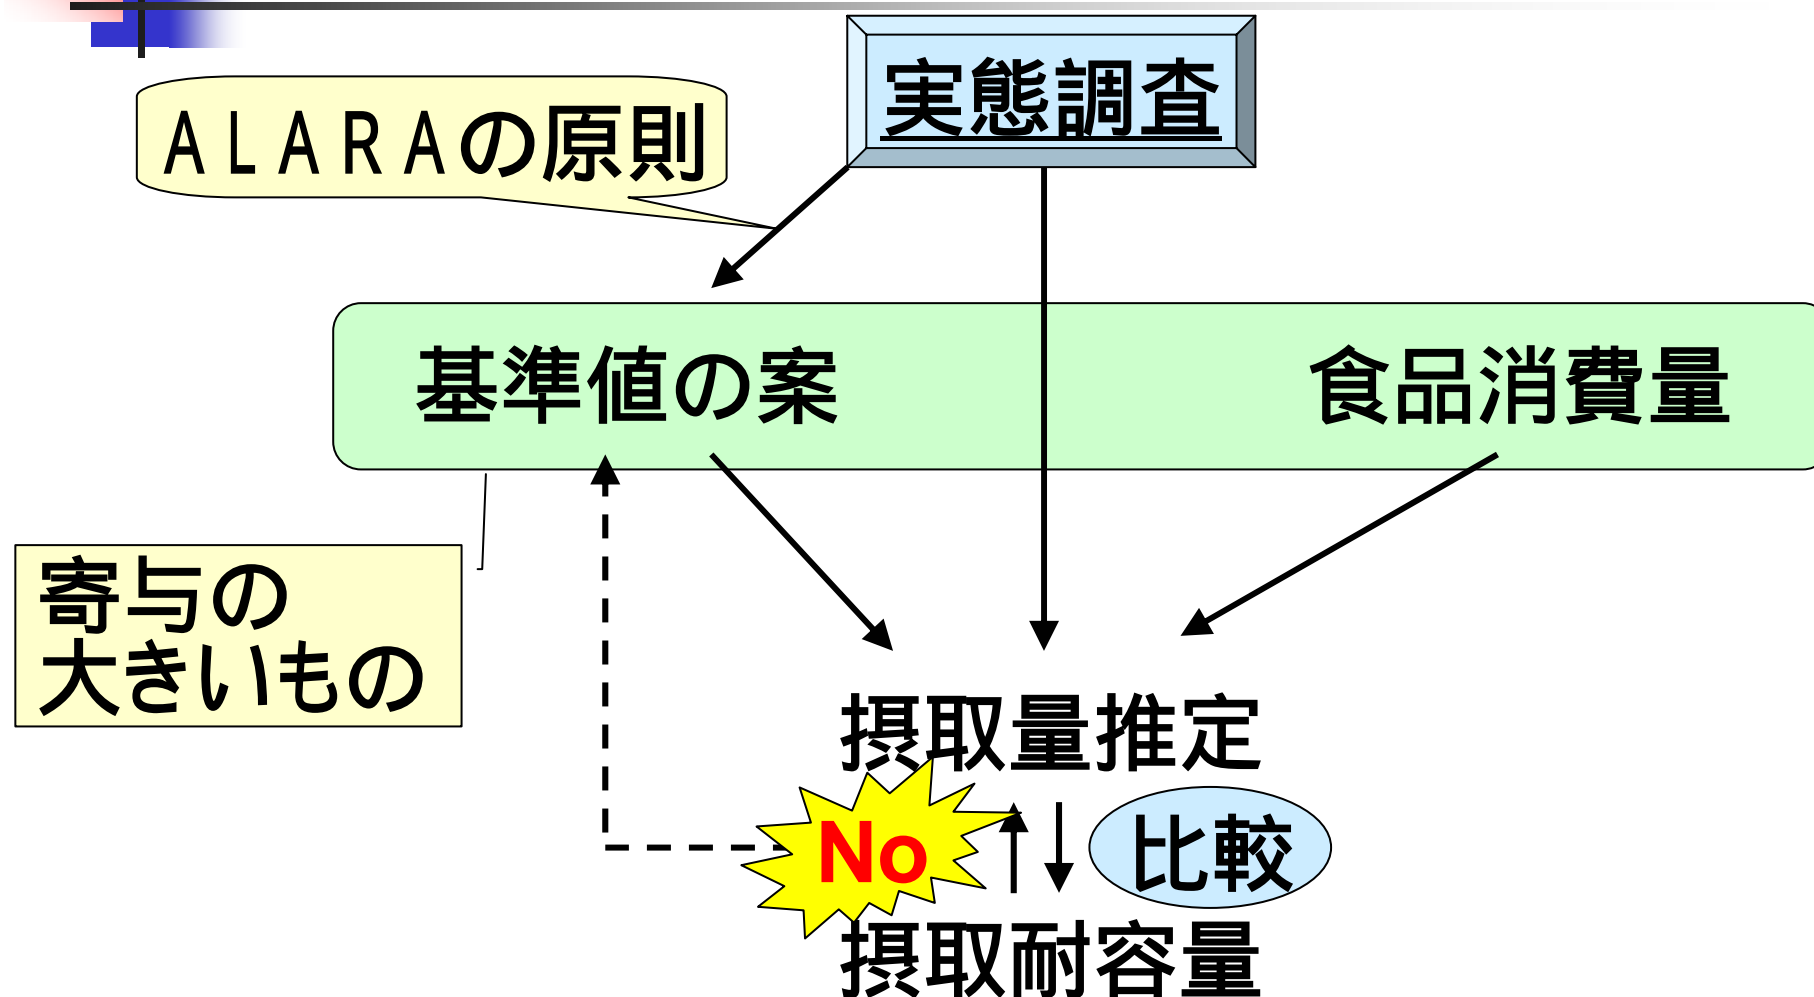 実態調査
ＡＬＡＲＡの原則
基準値の案
食品消費量
寄与の
大きいもの
摂取量推定
No
比較
摂取耐容量